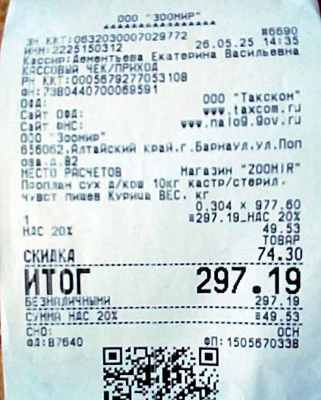 ООО "ЗООМИР"
ЗН ККТ:0632030007029772 #6690
ИНН:2225150312 26.05.25 14:35
Кассир:Дементьева Екатерина Васильевна
КАССОВЫЙ ЧЕК/ПРИХОД
РН ККТ:0005679277053108
ФН:7380440700069591
ОФД: ООО "Такском"
Сайт ОФД: www.taxcom.ru
Сайт ФНС: www.nalog.gov.ru
ООО "Зоомир"
656062,Алтайский край,г.Барнаул,ул.Поп
ова,д.82
МЕСТО РАСЧЕТОВ Магазин "ZOOMIR"
Проплан сух д/кош 10кг кастр/стерил.
чувст пищев Курица ВЕС. кг
0.304 x 977.60
1 ≡297.19_НДС 20%
НДС 20% 49.53
ТОВАР
СКИДКА 74.30
ИТОГ 297.19
БЕЗНАЛИЧНЫМИ 297.19
СУММА НДС 20% ≡49.53
СНО: ОСН
ФД:87640 ФП:1505670338